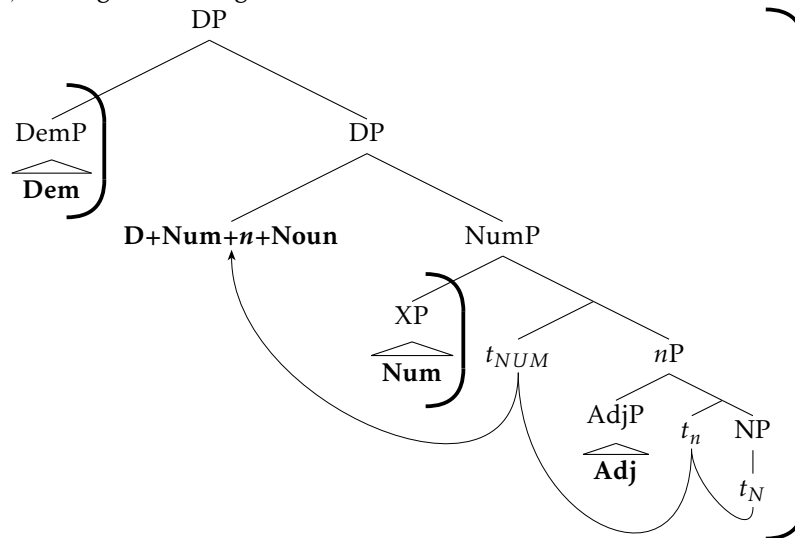 DP
DemP DP
Dem
D+Num+n+Noun NumP
XP
Num t_NUM nP
AdjP t_n NP
Adj
t_N